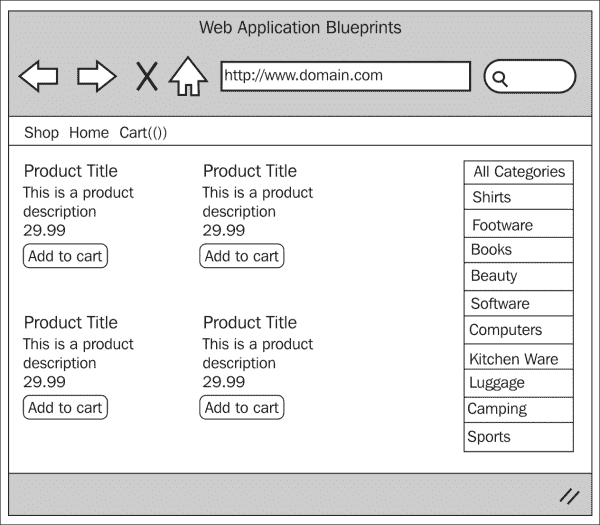 Web Application Blueprints
http://www.domain.com
Shop Home Cart(())
Product Title
This is a product
description
29.99
Add to cart
Product Title
This is a product
description
29.99
Add to cart
Product Title
This is a product
description
29.99
Add to cart
Product Title
This is a product
description
29.99
Add to cart
All Categories
Shirts
Footware
Books
Beauty
Software
Computers
Kitchen Ware
Luggage
Camping
Sports